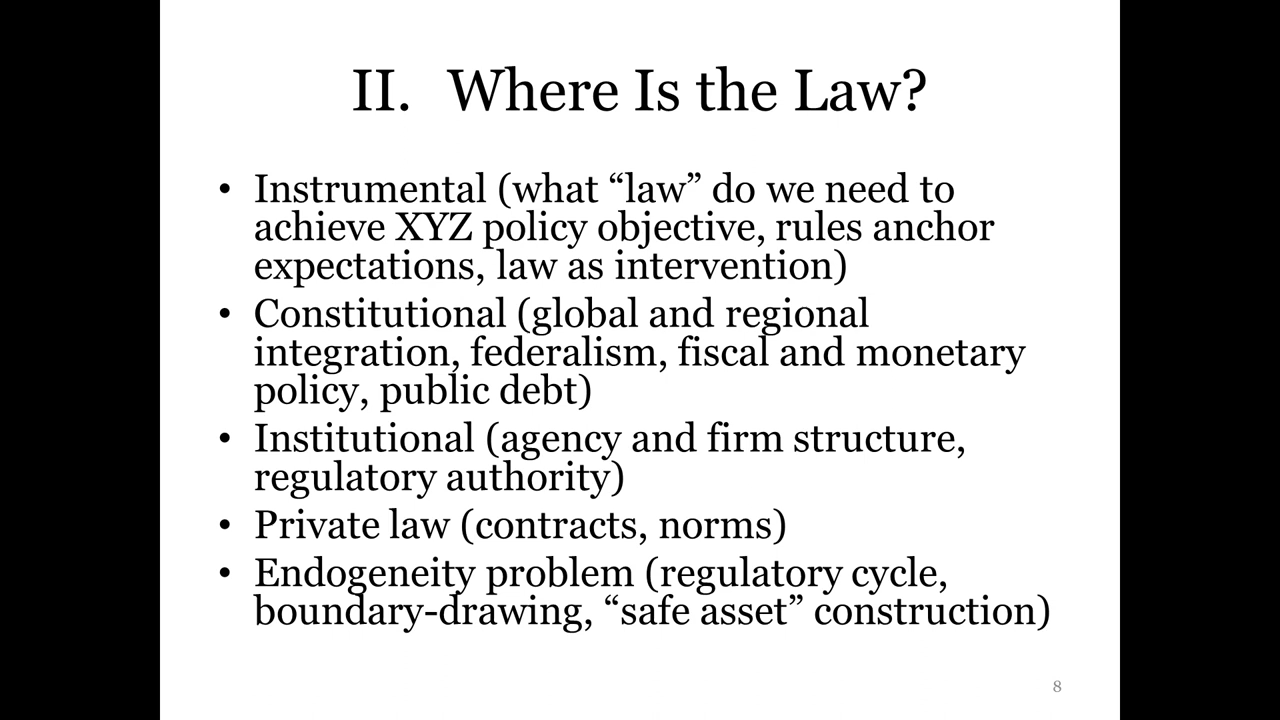 II. Where Is the Law?
• Instrumental (what “law” do we need to
achieve XYZ policy objective, rules anchor
expectations, law as intervention)
• Constitutional (global and regional
integration, federalism, fiscal and monetary
policy, public debt)
• Institutional (agency and firm structure,
regulatory authority)
• Private law (contracts, norms)
• Endogeneity problem (regulatory cycle,
boundary-drawing, “safe asset” construction)
8